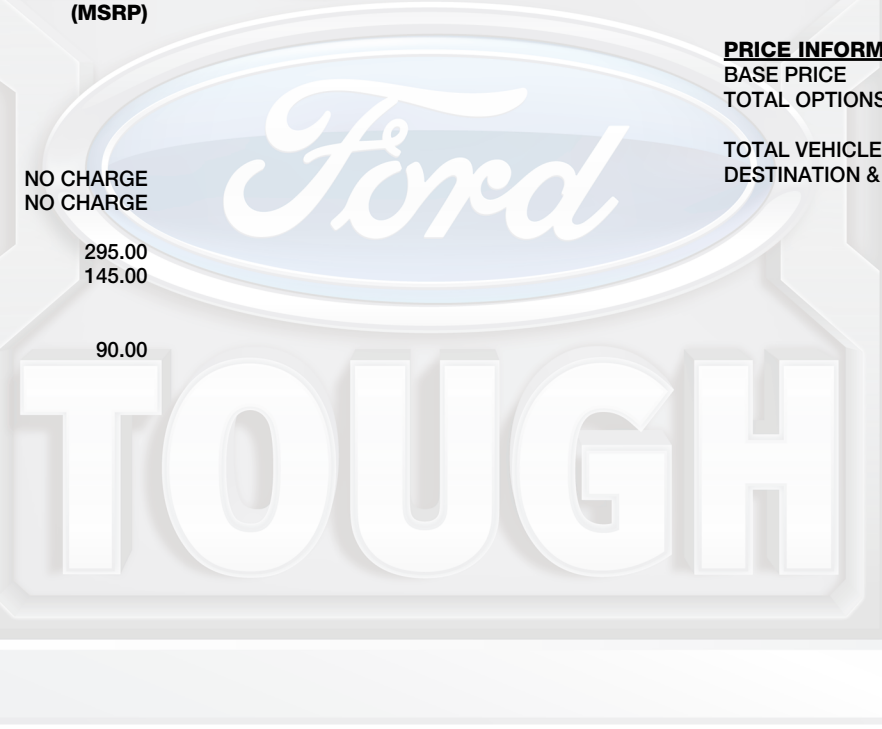 (MSRP)
NO CHARGE
NO CHARGE
295.00
145.00
90.00
PRICE INFORM
BASE PRICE
TOTAL OPTIONS
TOTAL VEHICLE
DESTINATION &
Ford
TOUGH